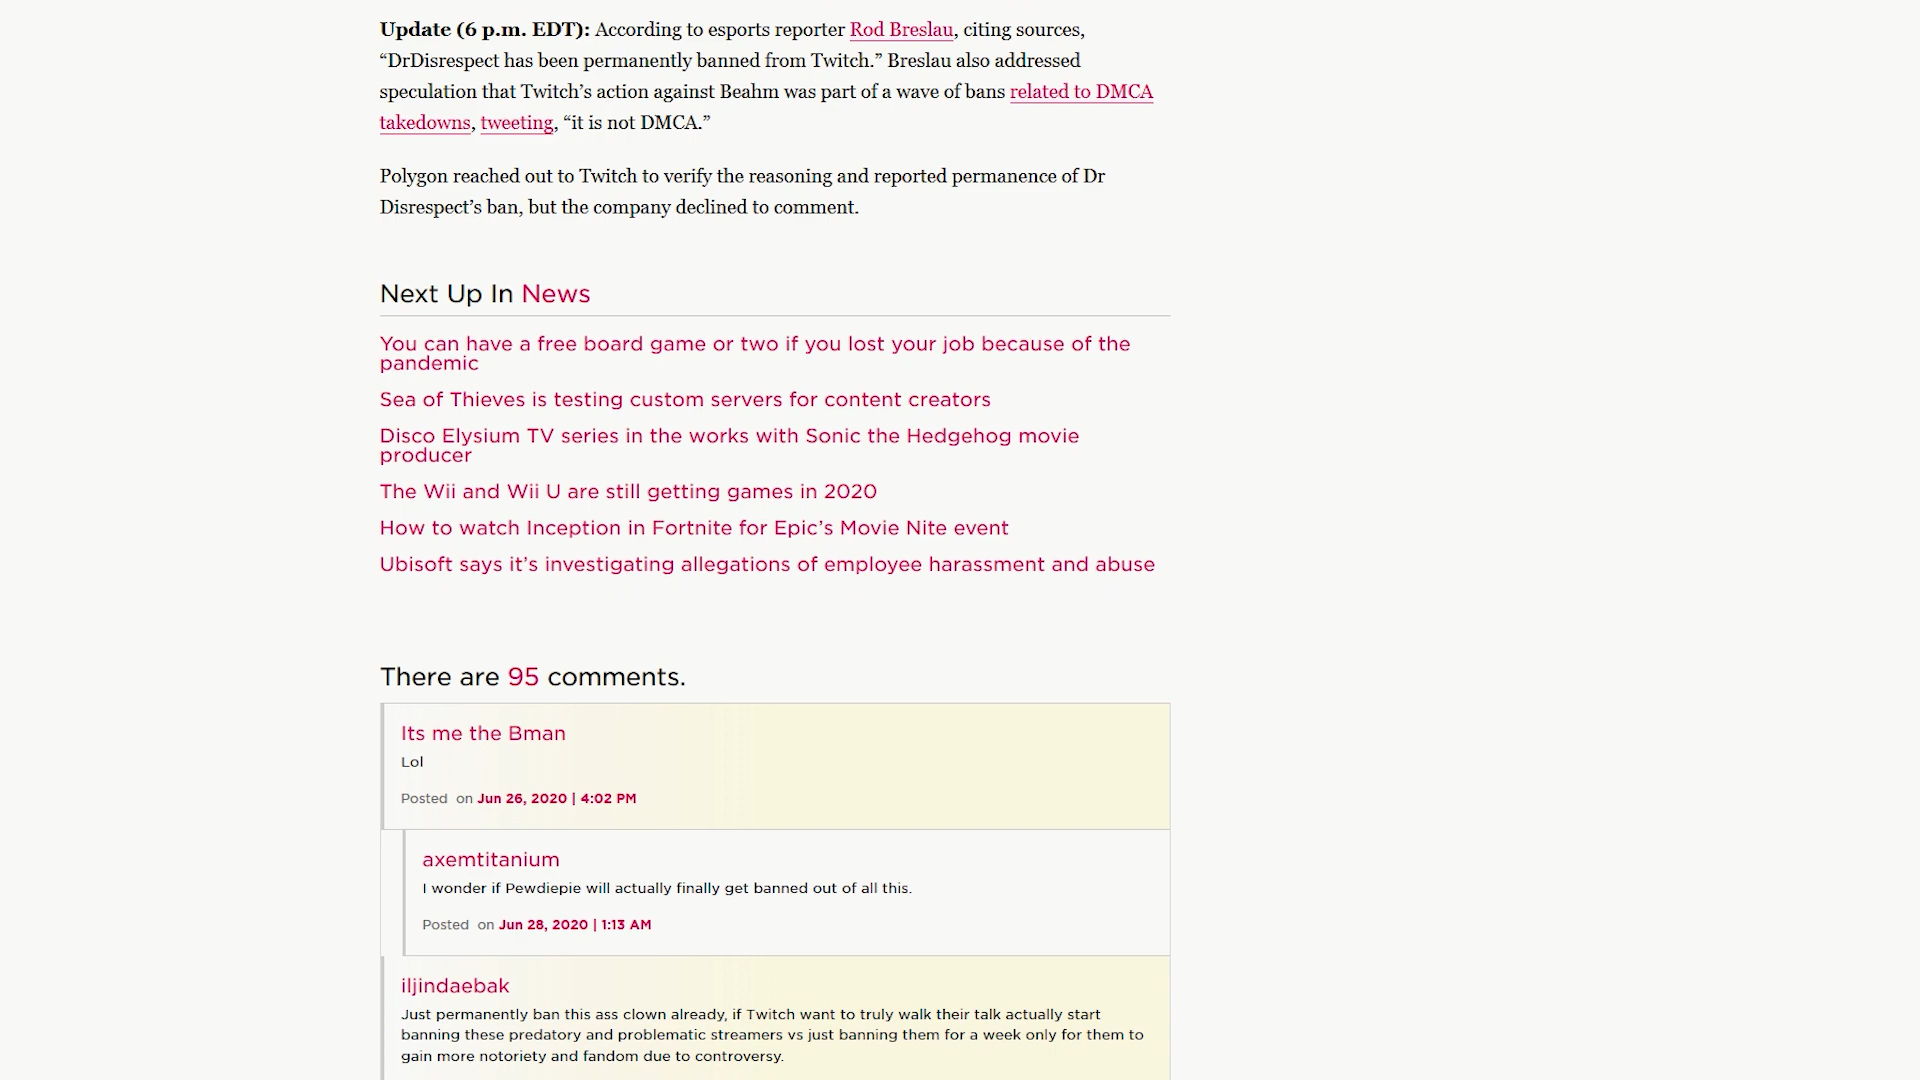 Update (6 p.m. EDT): According to esports reporter Rod Breslau, citing sources,
“DrDisrespect has been permanently banned from Twitch.” Breslau also addressed
speculation that Twitch’s action against Beahm was part of a wave of bans related to DMCA
takedowns, tweeting, “it is not DMCA.”
Polygon reached out to Twitch to verify the reasoning and reported permanence of Dr
Disrespect’s ban, but the company declined to comment.
Next Up In News
You can have a free board game or two if you lost your job because of the
pandemic
Sea of Thieves is testing custom servers for content creators
Disco Elysium TV series in the works with Sonic the Hedgehog movie
producer
The Wii and Wii U are still getting games in 2020
How to watch Inception in Fortnite for Epic’s Movie Nite event
Ubisoft says it’s investigating allegations of employee harassment and abuse
There are 95 comments.
Its me the Bman
Lol
Posted on Jun 26, 2020 | 4:02 PM
axemtitanium
I wonder if Pewdiepie will actually finally get banned out of all this.
Posted on Jun 28, 2020 | 1:13 AM
iljindaebak
Just permanently ban this ass clown already, if Twitch want to truly walk their talk actually start
banning these predatory and problematic streamers vs just banning them for a week only for them to
gain more notoriety and fandom due to controversy.